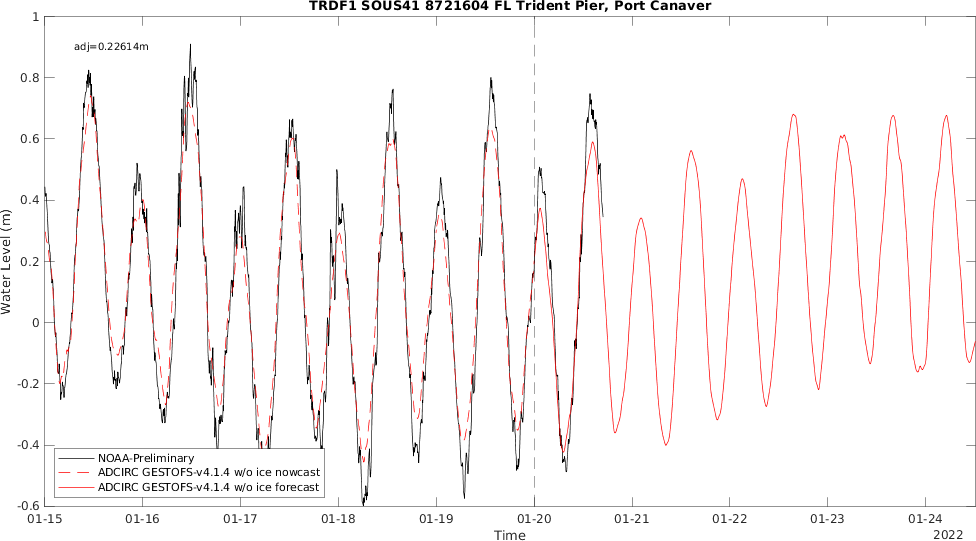 TRDF1 SOUS41 8721604 FL Trident Pier, Port Canaver
adj=0.22614m
1
0.8
0.6
0.4
0.2
0
-0.2
-0.4
-0.6
Water Level (m)
NOAA-Preliminary
ADCIRC GESTOFS-v4.1.4 w/o ice nowcast
ADCIRC GESTOFS-v4.1.4 w/o ice forecast
01-15 01-16 01-17 01-18 01-19 01-20 01-21 01-22 01-23 01-24
Time
2022